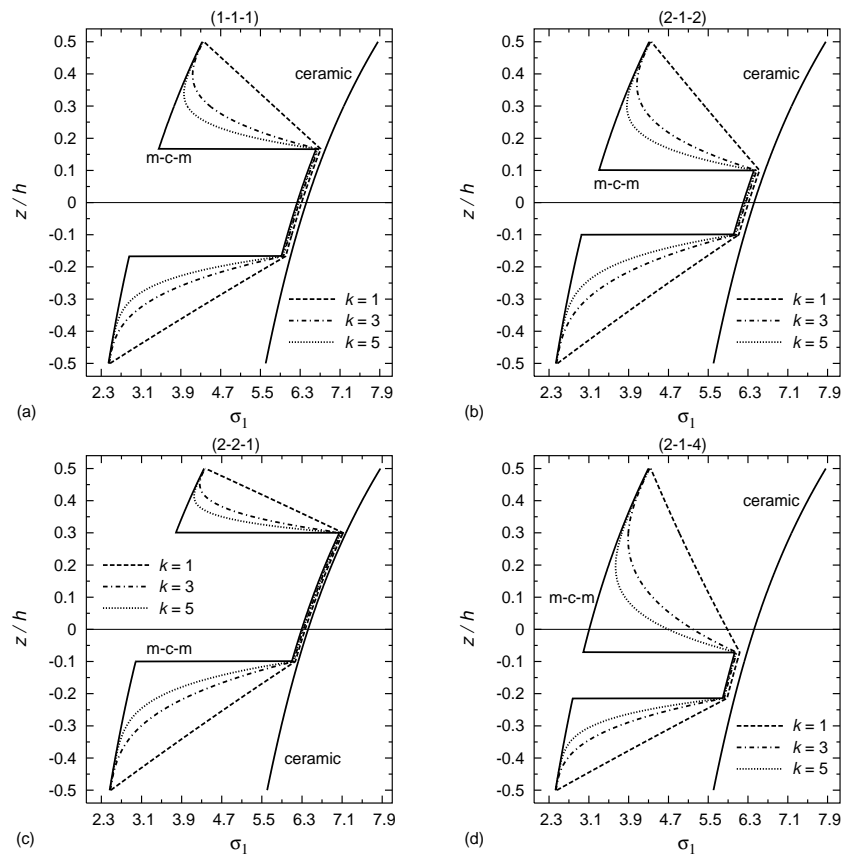 (1-1-1)
0.5
0.4
0.3
0.2
0.1
0
-0.1
-0.2
-0.3
-0.4
-0.5
z / h
ceramic
m-c-m
k = 1
k = 3
k = 5
2.3 3.1 3.9 4.7 5.5 6.3 7.1 7.9
(a)
σ1
(2-1-2)
0.5
0.4
0.3
0.2
0.1
0
-0.1
-0.2
-0.3
-0.4
-0.5
z / h
ceramic
m-c-m
k = 1
k = 3
k = 5
2.3 3.1 3.9 4.7 5.5 6.3 7.1 7.9
(b)
σ1
(2-2-1)
0.5
0.4
0.3
0.2
0.1
0
-0.1
-0.2
-0.3
-0.4
-0.5
z / h
k = 1
k = 3
k = 5
m-c-m
ceramic
2.3 3.1 3.9 4.7 5.5 6.3 7.1 7.9
(c)
σ1
(2-1-4)
0.5
0.4
0.3
0.2
0.1
0
-0.1
-0.2
-0.3
-0.4
-0.5
z / h
ceramic
m-c-m
k = 1
k = 3
k = 5
2.3 3.1 3.9 4.7 5.5 6.3 7.1 7.9
(d)
σ1